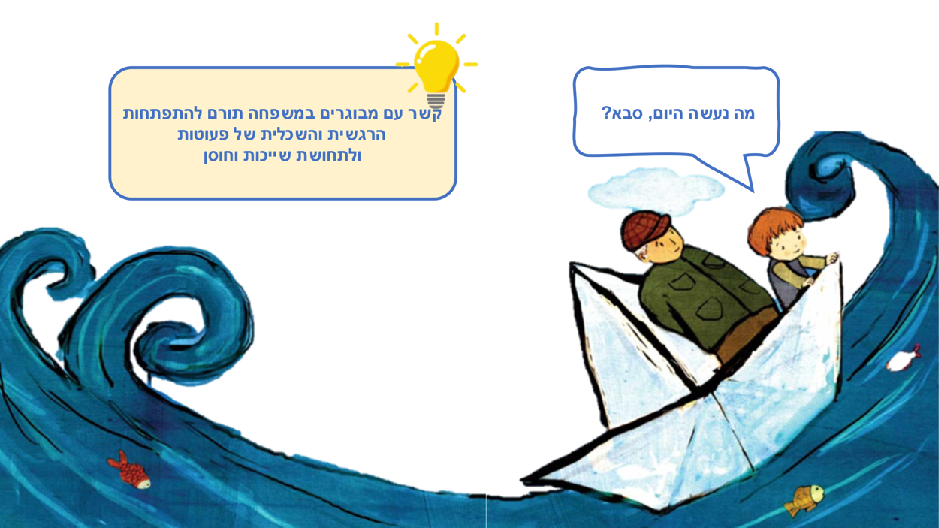 מה נעשה היום, סבא?
קשר עם מבוגרים במשפחה תורם להתפתחות
הרגשית והשכלית של פעוטות
ולתחושת שייכות וחוסן